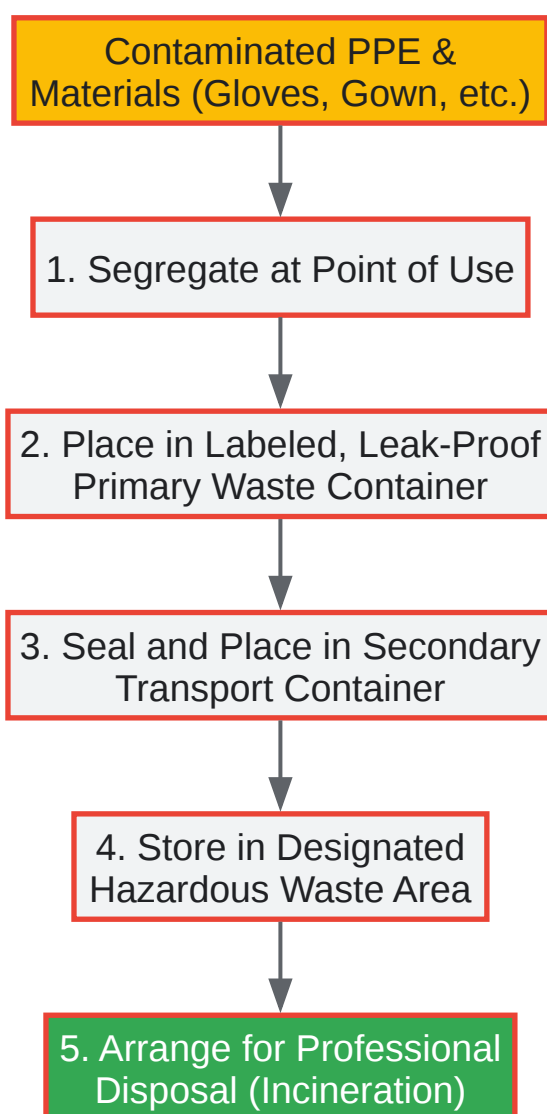 Contaminated PPE &
Materials (Gloves, Gown, etc.)
1. Segregate at Point of Use
2. Place in Labeled, Leak-Proof
Primary Waste Container
3. Seal and Place in Secondary
Transport Container
4. Store in Designated
Hazardous Waste Area
5. Arrange for Professional
Disposal (Incineration)